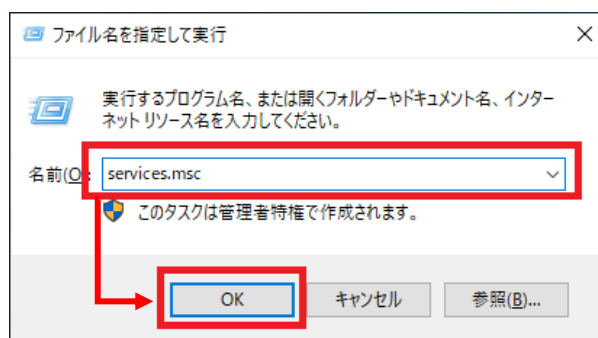 ファイル名を指定して実行
実行するプログラム名、または開くフォルダーやドキュメント名、インター
ネット リソース名を入力してください。
名前(O):
services.msc
このタスクは管理者特権で作成されます。
OK
キャンセル
参照(B)...